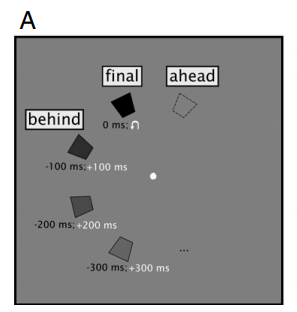 A
final ahead
behind
0 ms; ↩
-100 ms; +100 ms
-200 ms; +200 ms
-300 ms; +300 ms
...